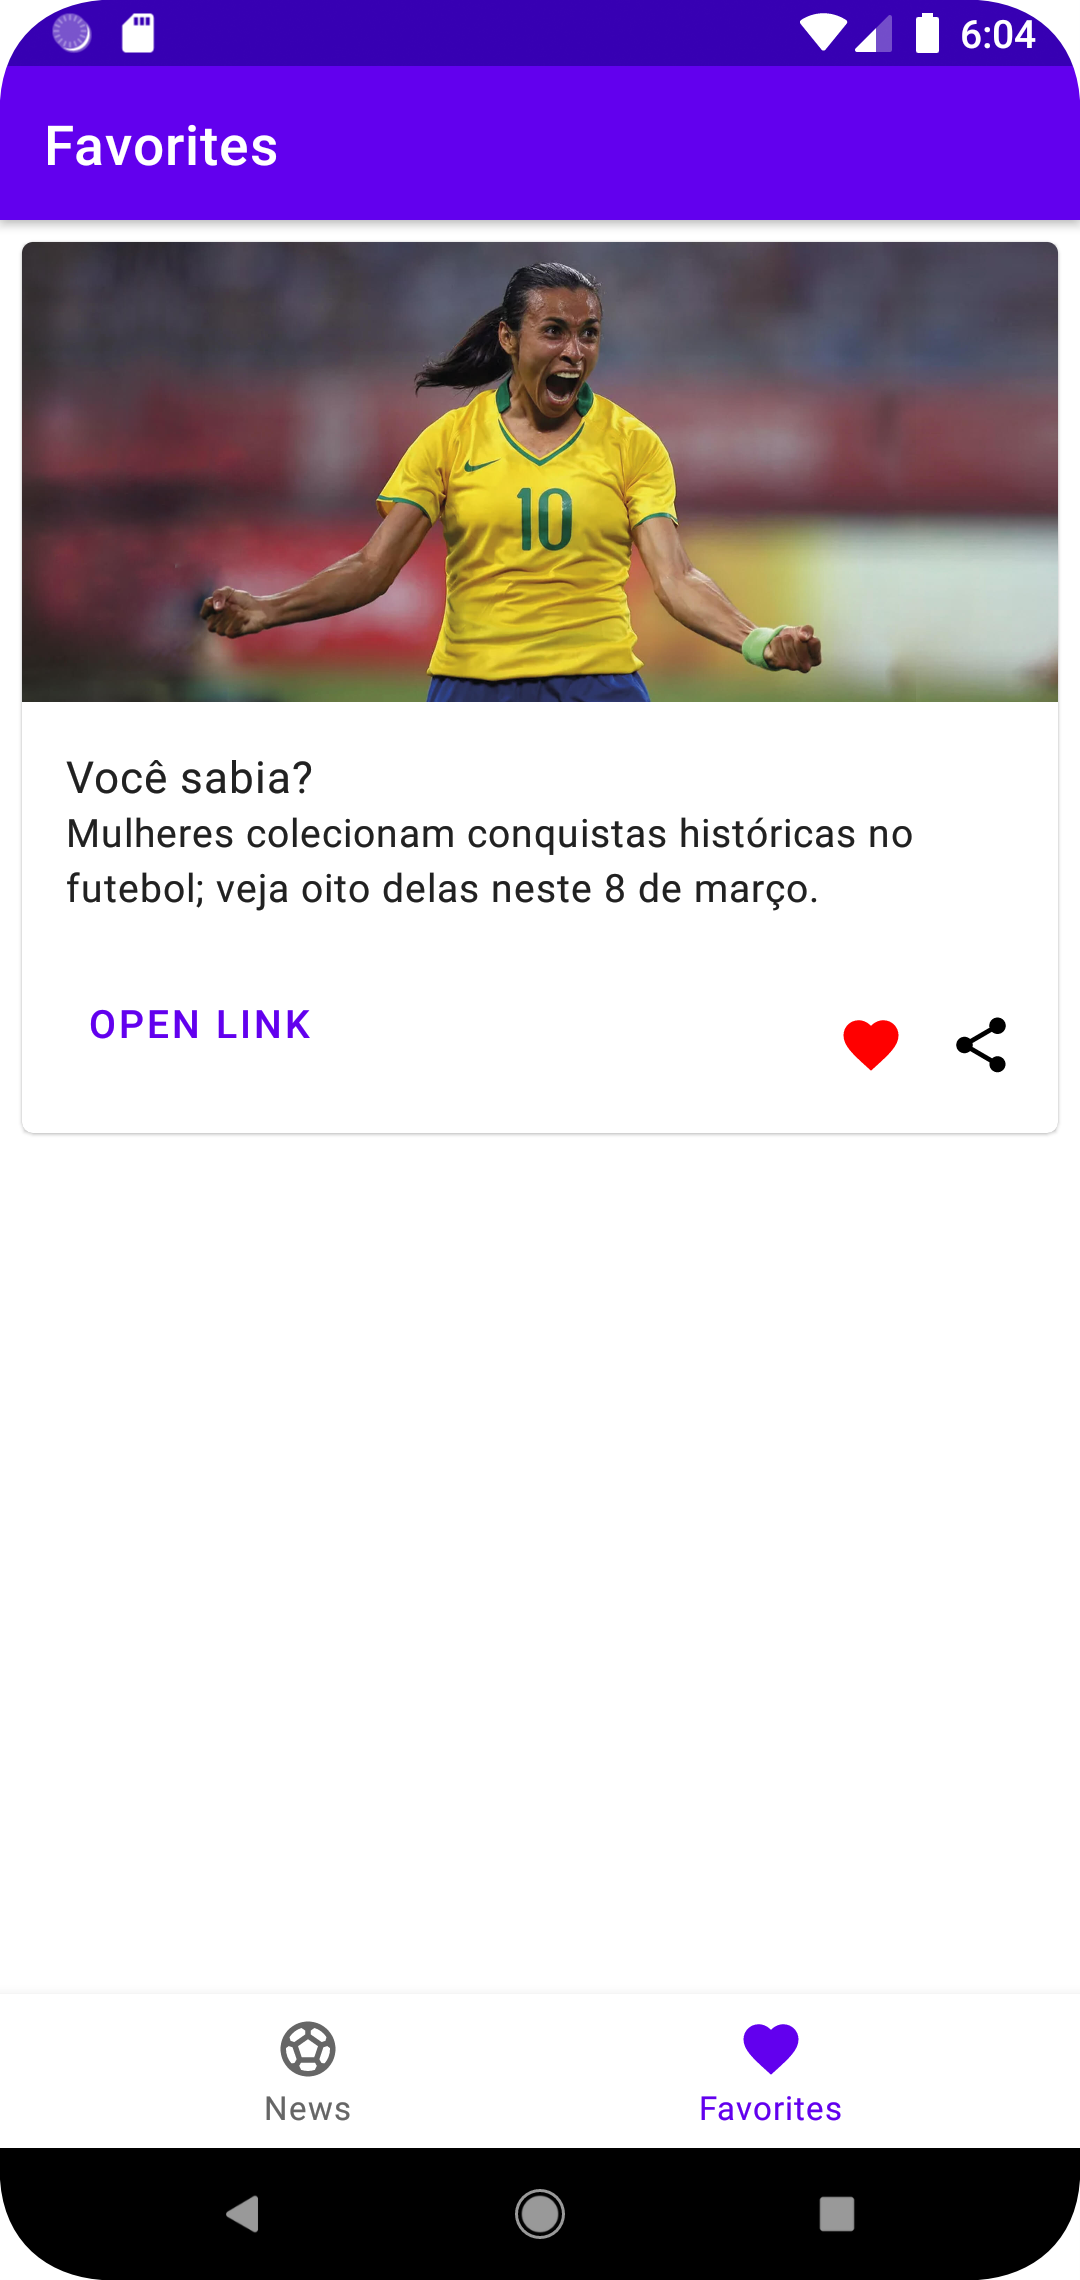 6:04
Favorites
10
Você sabia?
Mulheres colecionam conquistas históricas no
futebol; veja oito delas neste 8 de março.
OPEN LINK
News
Favorites